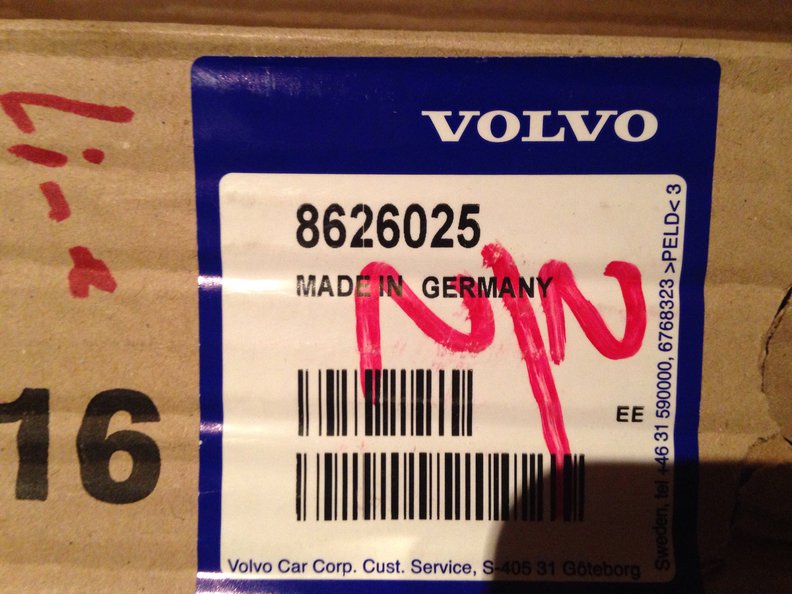 VOLVO
8626025
MADE IN GERMANY
N/N
EE
Volvo Car Corp. Cust. Service, S-405 31 Göteborg
Sweden, tel +46 31 590000, 6768323 >PELD< 3
16